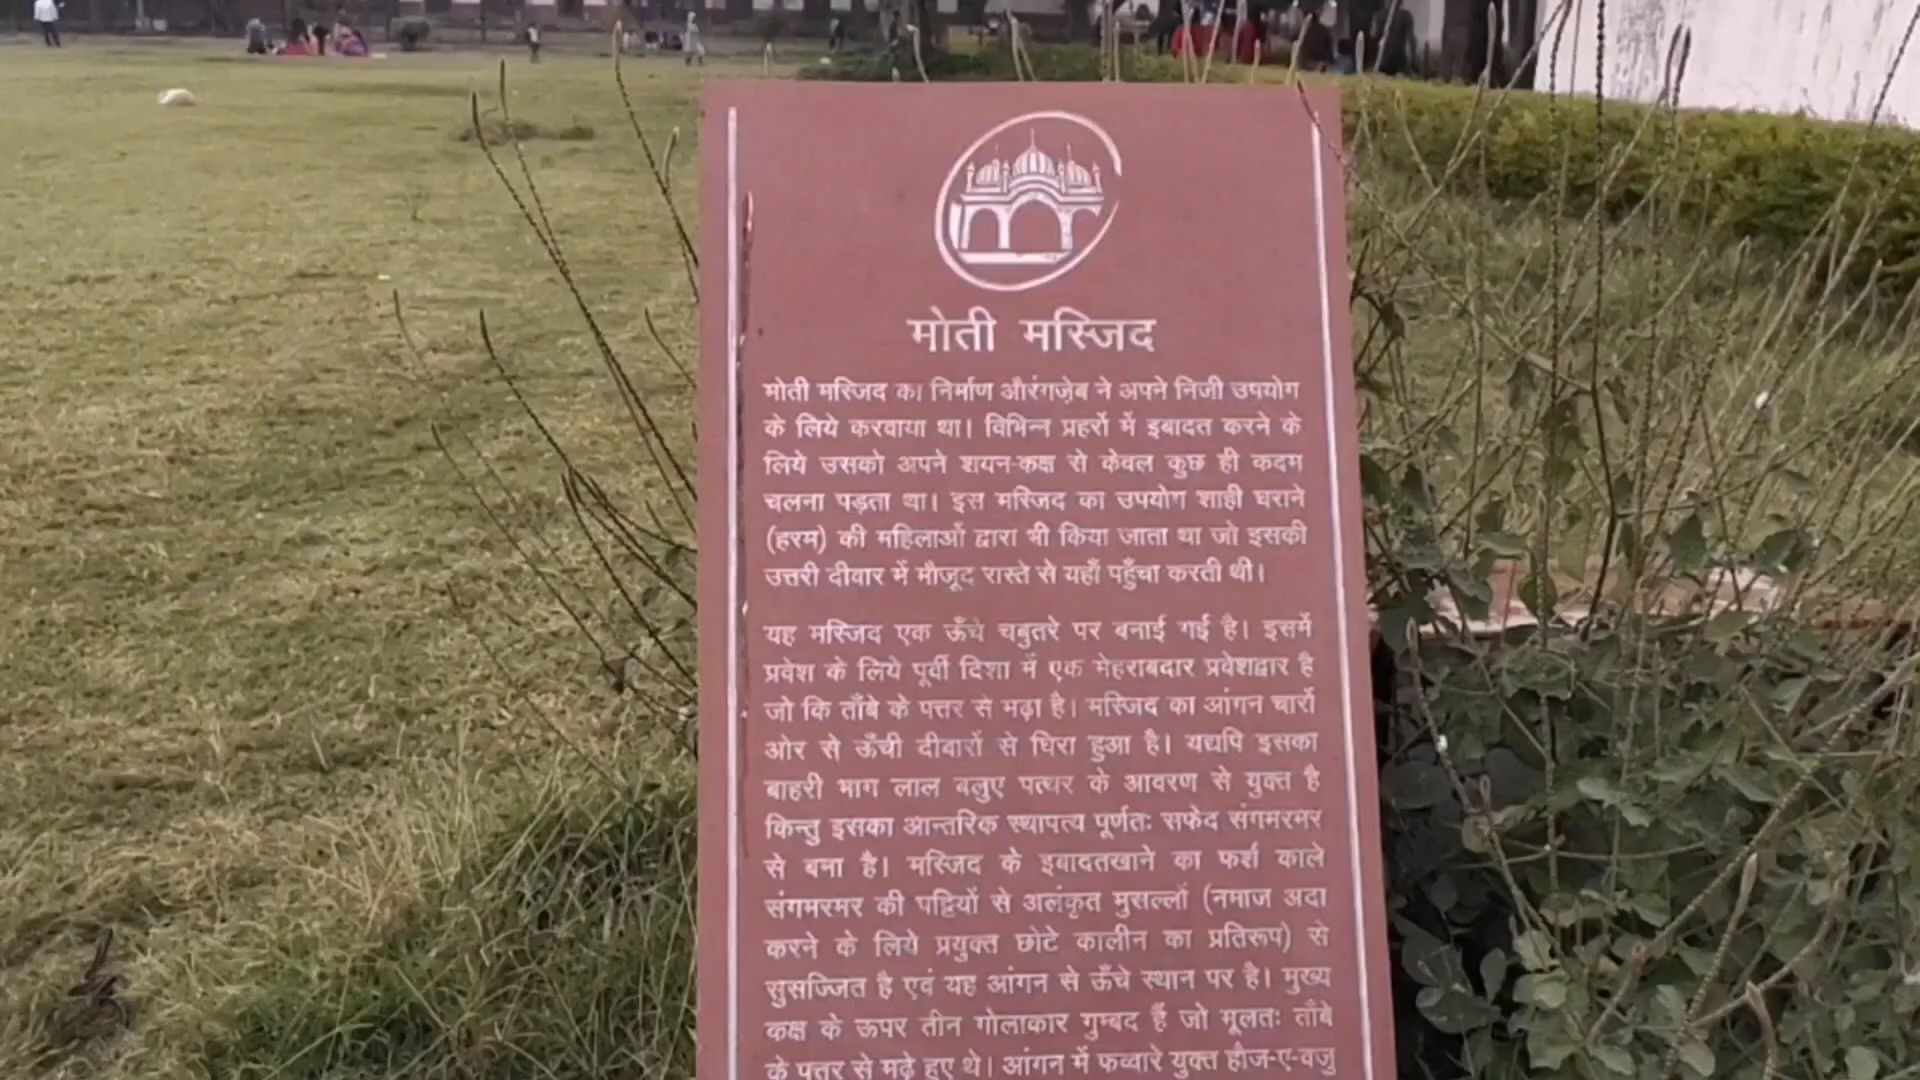 मोती मस्जिद
मोती मस्जिद का निर्माण औरंगज़ेब ने अपने निजी उपयोग
के लिये करवाया था। विभिन्न प्रहरों में इबादत करने के
लिये उसको अपने शयन-कक्ष से केवल कुछ ही कदम
चलना पड़ता था। इस मस्जिद का उपयोग शाही घराने
(हरम) की महिलाओं द्वारा भी किया जाता था जो इसकी
उत्तरी दीवार में मौजूद रास्ते से यहाँ पहुँचा करती थी।
यह मस्जिद एक ऊँचे चबुतरे पर बनाई गई है। इसमें
प्रवेश के लिये पूर्वी दिशा में एक मेहराबदार प्रवेशद्वार है
जो कि ताँबे के पत्तर से मढ़ा है। मस्जिद का आंगन चारों
ओर से ऊँची दीवारों से घिरा हुआ है। यद्यपि इसका
बाहरी भाग लाल बलुए पत्थर के आवरण से युक्त है
किन्तु इसका आन्तरिक स्थापत्य पूर्णतः सफेद संगमरमर
से बना है। मस्जिद के इबादतखाने का फर्श काले
संगमरमर की पट्टियों से अलंकृत मुसल्लों (नमाज अदा
करने के लिये प्रयुक्त छोटे कालीन का प्रतिरूप) से
सुसज्जित है एवं यह आंगन से ऊँचे स्थान पर है। मुख्य
कक्ष के ऊपर तीन गोलाकार गुम्बद हैं जो मूलतः ताँबे
के पत्तर से मढ़े हुए थे। आंगन में फव्वारे युक्त हौज-ए-वजु